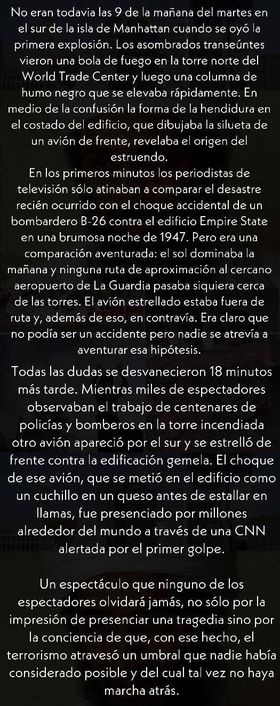 No eran todavia las 9 de la mañana del martes en
el sur de la isla de Manhattan cuando se oyó la
primera explosión. Los asombrados transeúntes
vieron una bola de fuego en la torre norte del
World Trade Center y luego una columna de
humo negro que se elevaba rápidamente. En
medio de la confusión la forma de la hendidura en
el costado del edificio, que dibujaba la silueta de
un avión de frente, revelaba el origen del
estruendo.
En los primeros minutos los periodistas de
televisión sólo atinaban a comparar el desastre
recién ocurrido con el choque accidental de un
bombardero B-26 contra el edificio Empire State
en una brumosa noche de 1947. Pero era una
comparación aventurada: el sol dominaba la
mañana y ninguna ruta de aproximación al cercano
aeropuerto de La Guardia pasaba siquiera cerca
de las torres. El avión estrellado estaba fuera de
ruta y, además de eso, en contravía. Era claro que
no podía ser un accidente pero nadie se atrevía a
aventurar esa hipótesis.
Todas las dudas se desvanecieron 18 minutos
más tarde. Mientras miles de espectadores
observaban el trabajo de centenares de
policías y bomberos en la torre incendiada
otro avión apareció por el sur y se estrelló de
frente contra la edificación gemela. El choque
de ese avión, que se metió en el edificio como
un cuchillo en un queso antes de estallar en
llamas, fue presenciado por millones
alrededor del mundo a través de una CNN
alertada por el primer golpe.
Un espectáculo que ninguno de los
espectadores olvidará jamás, no sólo por la
impresión de presenciar una tragedia sino por
la conciencia de que, con ese hecho, el
terrorismo atravesó un umbral que nadie había
considerado posible y del cual tal vez no haya
marcha atrás.